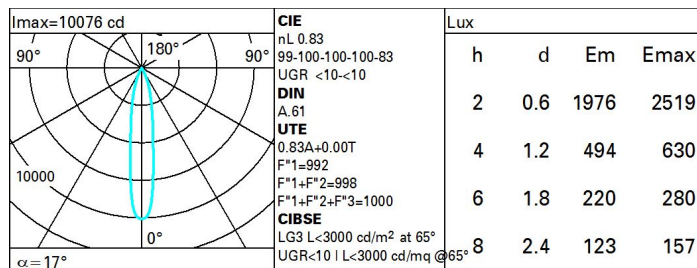 Imax=10076 cd
90°
180°
90°
10000
0°
α=17°
CIE
nL 0.83
99-100-100-100-83
UGR <10-<10
DIN
A.61
UTE
0.83A+0.00T
F"1=992
F"1+F"2=998
F"1+F"2+F"3=1000
CIBSE
LG3 L<3000 cd/m² at 65°
UGR<10 | L<3000 cd/mq @65°
Lux
h d Em Emax
2 0.6 1976 2519
4 1.2 494 630
6 1.8 220 280
8 2.4 123 157